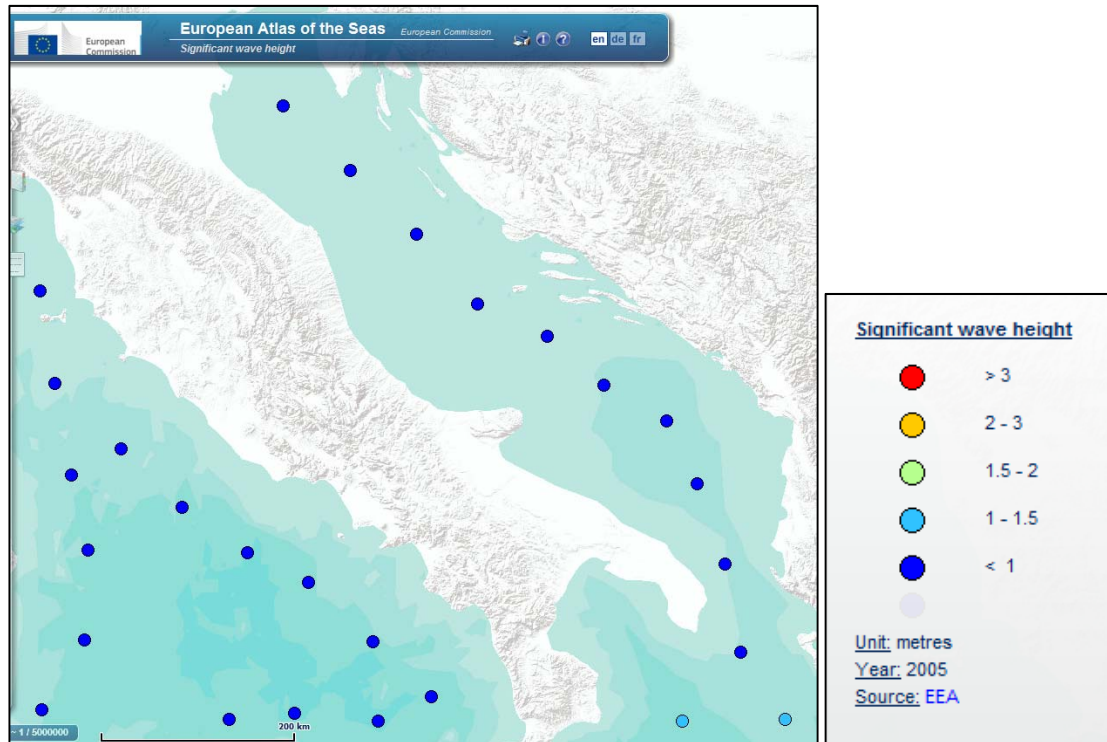 European Atlas of the Seas European Commission
Significant wave height
European
Commission
en de fr
200 km
~ 1 / 5000000
Significant wave height
> 3
2 - 3
1.5 - 2
1 - 1.5
< 1
Unit: metres
Year: 2005
Source: EEA